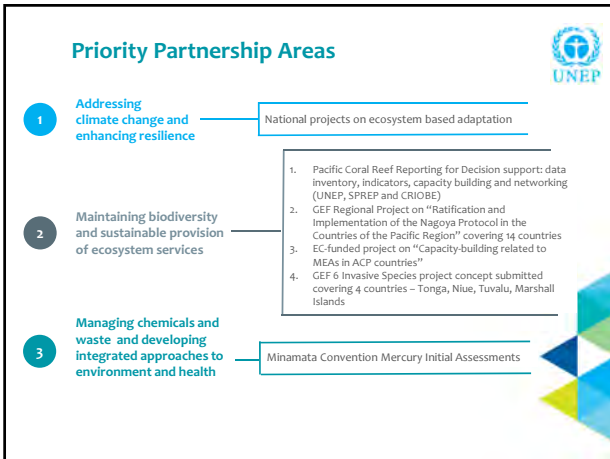 Priority Partnership Areas
UNEP
1
Addressing
climate change and
enhancing resilience
National projects on ecosystem based adaptation
2
Maintaining biodiversity
and sustainable provision
of ecosystem services
1. Pacific Coral Reef Reporting for Decision support: data
inventory, indicators, capacity building and networking
(UNEP, SPREP and CRIOBE)
2. GEF Regional Project on “Ratification and
Implementation of the Nagoya Protocol in the
Countries of the Pacific Region” covering 14 countries
3. EC-funded project on “Capacity-building related to
MEAs in ACP countries”
4. GEF 6 Invasive Species project concept submitted
covering 4 countries – Tonga, Niue, Tuvalu, Marshall
Islands
3
Managing chemicals and
waste and developing
integrated approaches to
environment and health
Minamata Convention Mercury Initial Assessments